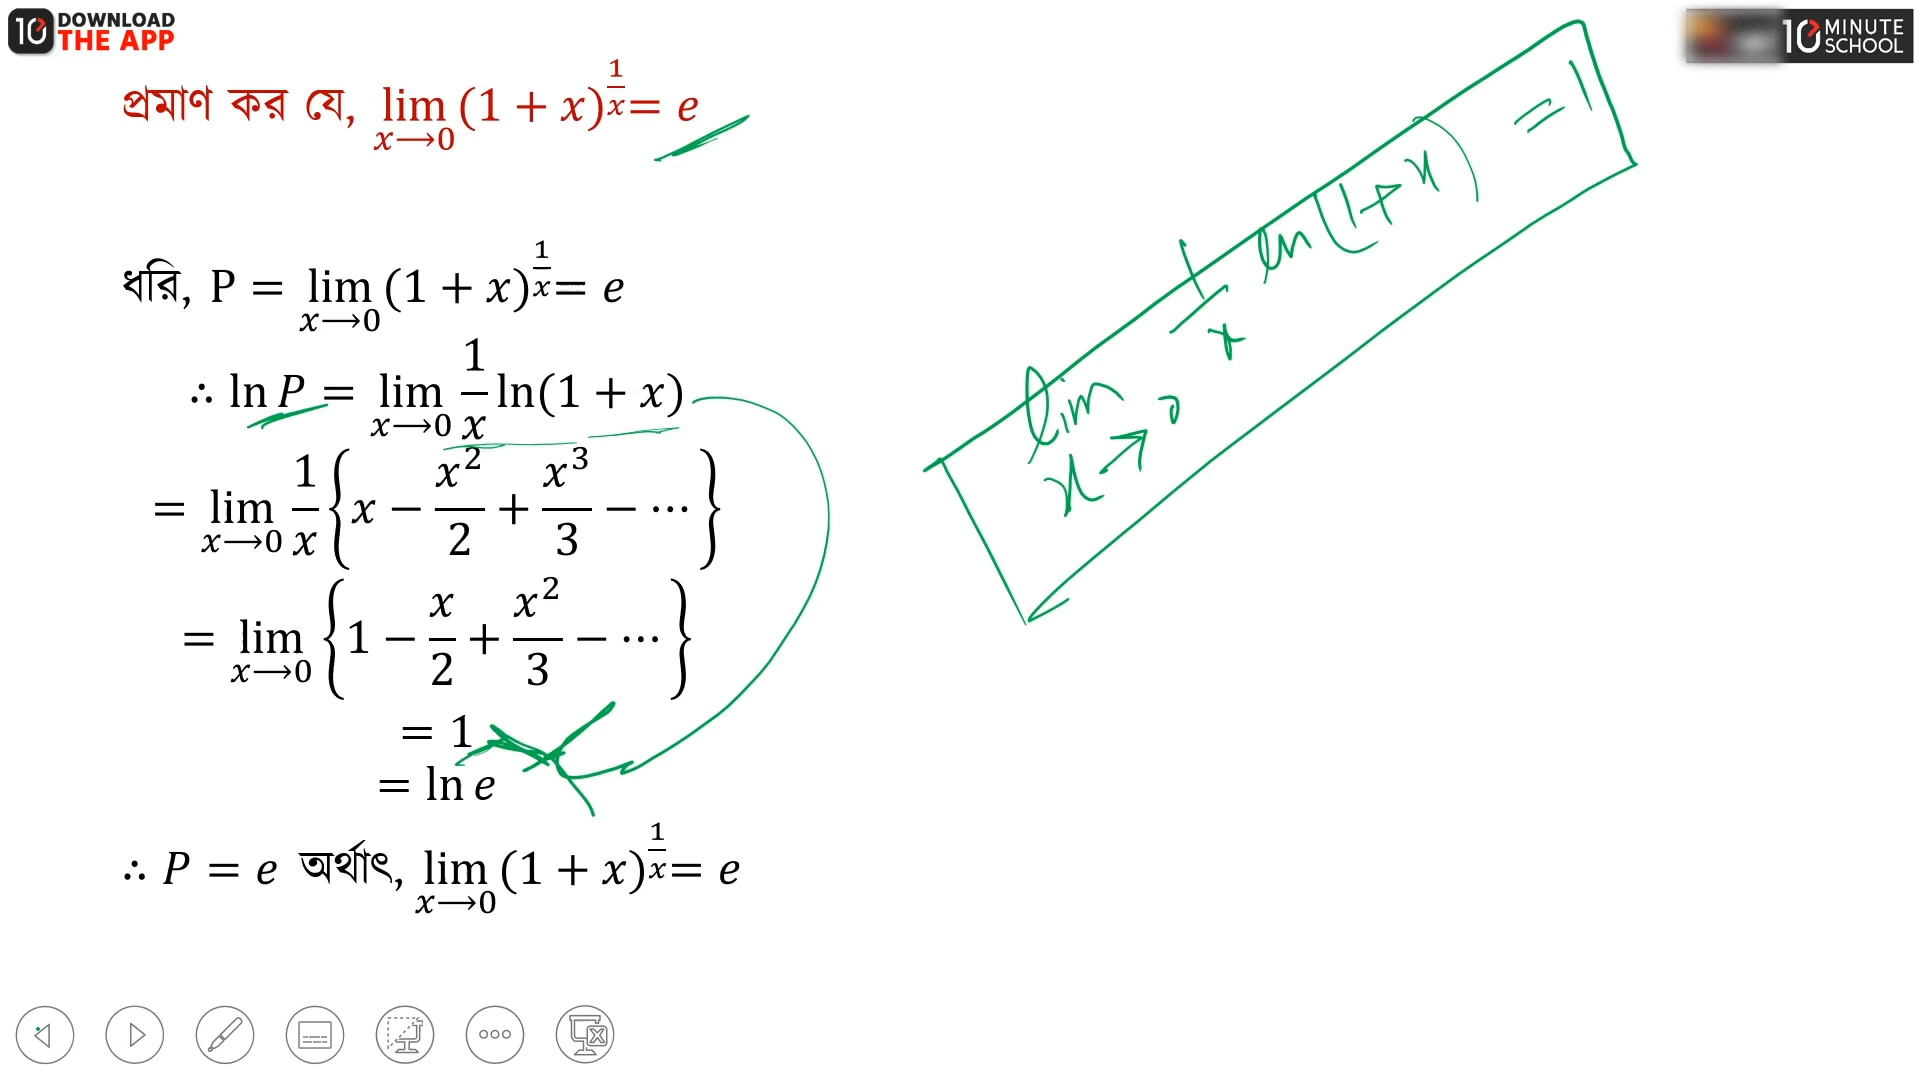 10 DOWNLOAD THE APP
10 MINUTE SCHOOL
প্রমাণ কর যে, lim_{x→0} (1 + x)^{1/x} = e
ধরি, P = lim_{x→0} (1 + x)^{1/x} = e
∴ ln P = lim_{x→0} 1/x ln(1 + x)
= lim_{x→0} 1/x {x − x²/2 + x³/3 − ⋯}
= lim_{x→0} {1 − x/2 + x²/3 − ⋯}
= 1
= ln e
∴ P = e অর্থাৎ, lim_{x→0} (1 + x)^{1/x} = e
lim_{x→0} 1/x ln(1+x) = 1